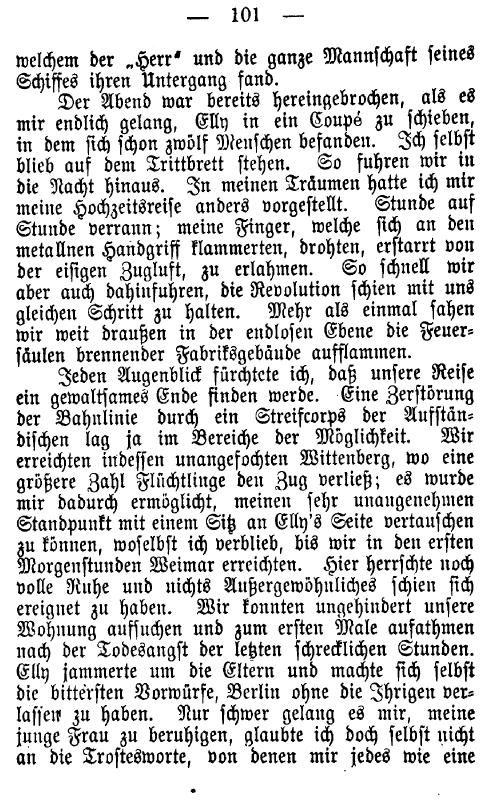 — 101 —
welchem der „Herr“ und die ganze Mannschaft seines
Schiffes ihren Untergang fand.
Der Abend war bereits hereingebrochen, als es
mir endlich gelang, Elly in ein Coupé zu schieben,
in dem sich schon zwölf Menschen befanden. Ich selbst
blieb auf dem Trittbrett stehen. So fuhren wir in
die Nacht hinaus. In meinen Träumen hatte ich mir
meine Hochzeitsreise anders vorgestellt. Stunde auf
Stunde verrann; meine Finger, welche sich an den
metallnen Handgriff klammerten, drohten, erstarrt von
der eisigen Zugluft, zu erlahmen. So schnell wir
aber auch dahinfuhren, die Revolution schien mit uns
gleichen Schritt zu halten. Mehr als einmal sahen
wir weit draußen in der endlosen Ebene die Feuer-
säulen brennender Fabriksgebäude aufflammen.
Jeden Augenblick fürchtete ich, daß unsere Reise
ein gewaltsames Ende finden werde. Eine Zerstörung
der Bahnlinie durch ein Streifcorps der Aufstän-
dischen lag ja im Bereiche der Möglichkeit. Wir
erreichten indessen unangefochten Wittenberg, wo eine
größere Zahl Flüchtlinge den Zug verließ; es wurde
mir dadurch ermöglicht, meinen sehr unangenehmen
Standpunkt mit einem Sitz an Elly's Seite vertauschen
zu können, woselbst ich verblieb, bis wir in den ersten
Morgenstunden Weimar erreichten. Hier herrschte noch
volle Ruhe und nichts Außergewöhnliches schien sich
ereignet zu haben. Wir konnten ungehindert unsere
Wohnung aufsuchen und zum ersten Male aufathmen
nach der Todesangst der letzten schrecklichen Stunden.
Elly jammerte um die Eltern und machte sich selbst
die bittersten Vorwürfe, Berlin ohne die Ihrigen ver-
lassen zu haben. Nur schwer gelang es mir, meine
junge Frau zu beruhigen, glaubte ich doch selbst nicht
an die Trostesworte, von denen mir jedes wie eine